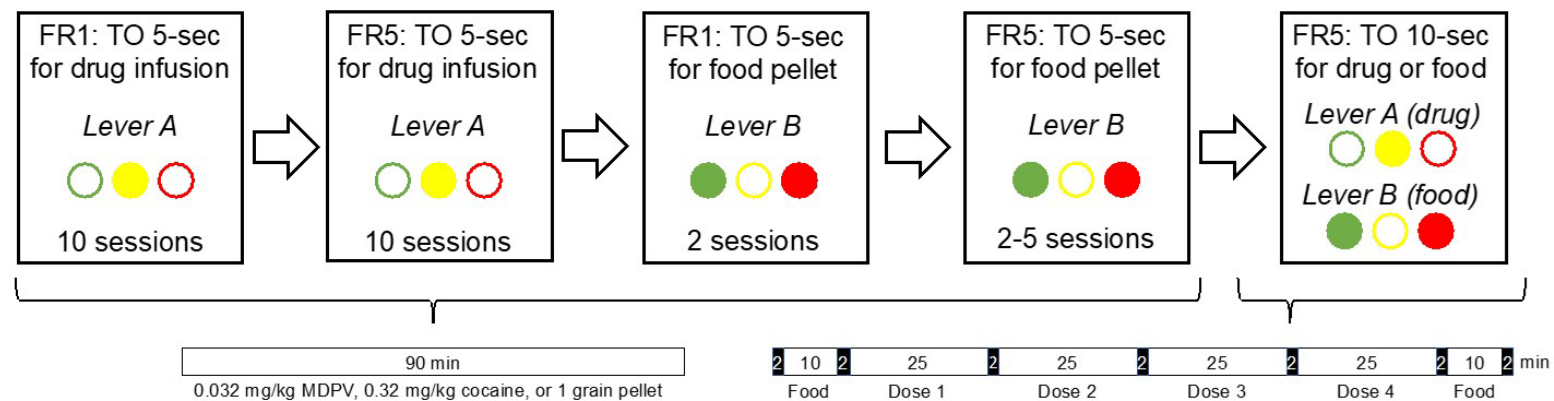 FR1: TO 5-sec
for drug infusion
Lever A
10 sessions
FR5: TO 5-sec
for drug infusion
Lever A
10 sessions
FR1: TO 5-sec
for food pellet
Lever B
2 sessions
FR5: TO 5-sec
for food pellet
Lever B
2-5 sessions
FR5: TO 10-sec
for drug or food
Lever A (drug)
Lever B (food)
90 min
0.032 mg/kg MDPV, 0.32 mg/kg cocaine, or 1 grain pellet
2 10 2 25 2 25 2 25 2 25 2 10 2 min
Food Dose 1 Dose 2 Dose 3 Dose 4 Food